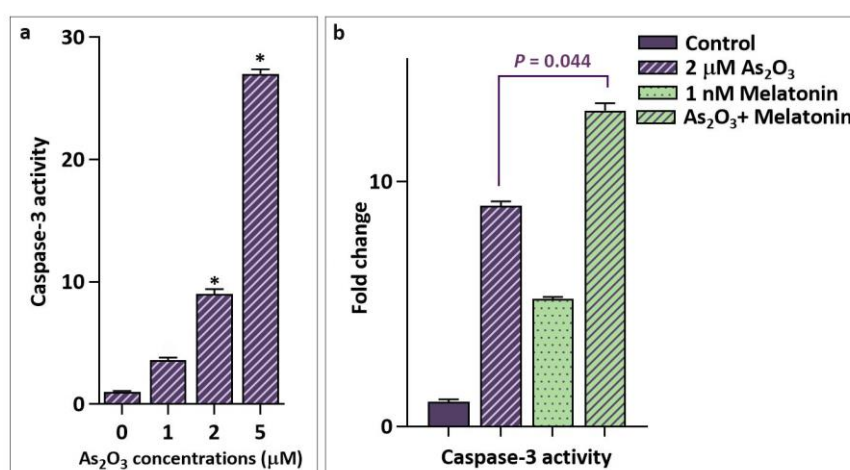 a
Caspase-3 activity
30
20
10
0
*
*
0 1 2 5
As₂O₃ concentrations (µM)
b
Fold change
10
0
P = 0.044
Control
2 µM As₂O₃
1 nM Melatonin
As₂O₃+ Melatonin
Caspase-3 activity